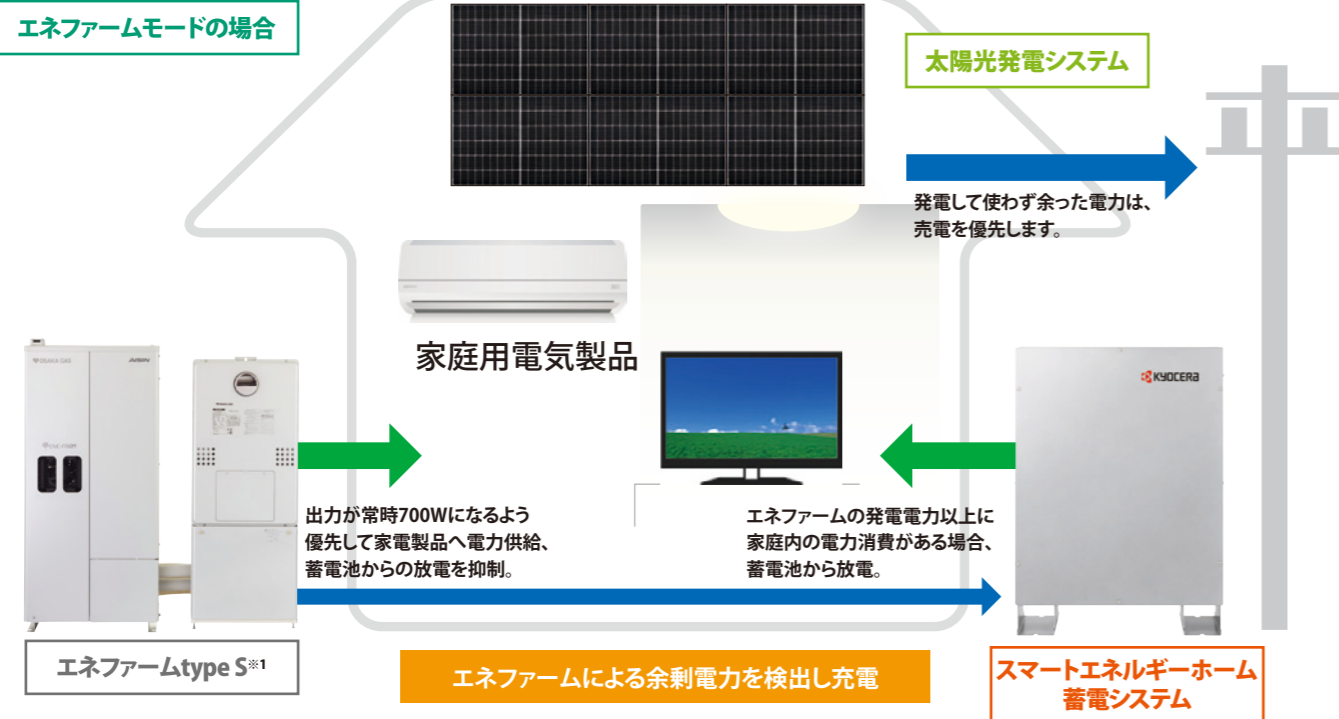 エネファームモードの場合
太陽光発電システム
発電して使わず余った電力は、
売電を優先します。
家庭用電気製品
OSAKA GAS
AISIN
KYOCERA
出力が常時700Wになるよう
優先して家電製品へ電力供給、
蓄電池からの放電を抑制。
エネファームの発電電力以上に
家庭内の電力消費がある場合、
蓄電池から放電。
エネファームtype S※1
エネファームによる余剰電力を検出し充電
スマートエネルギーホーム
蓄電システム